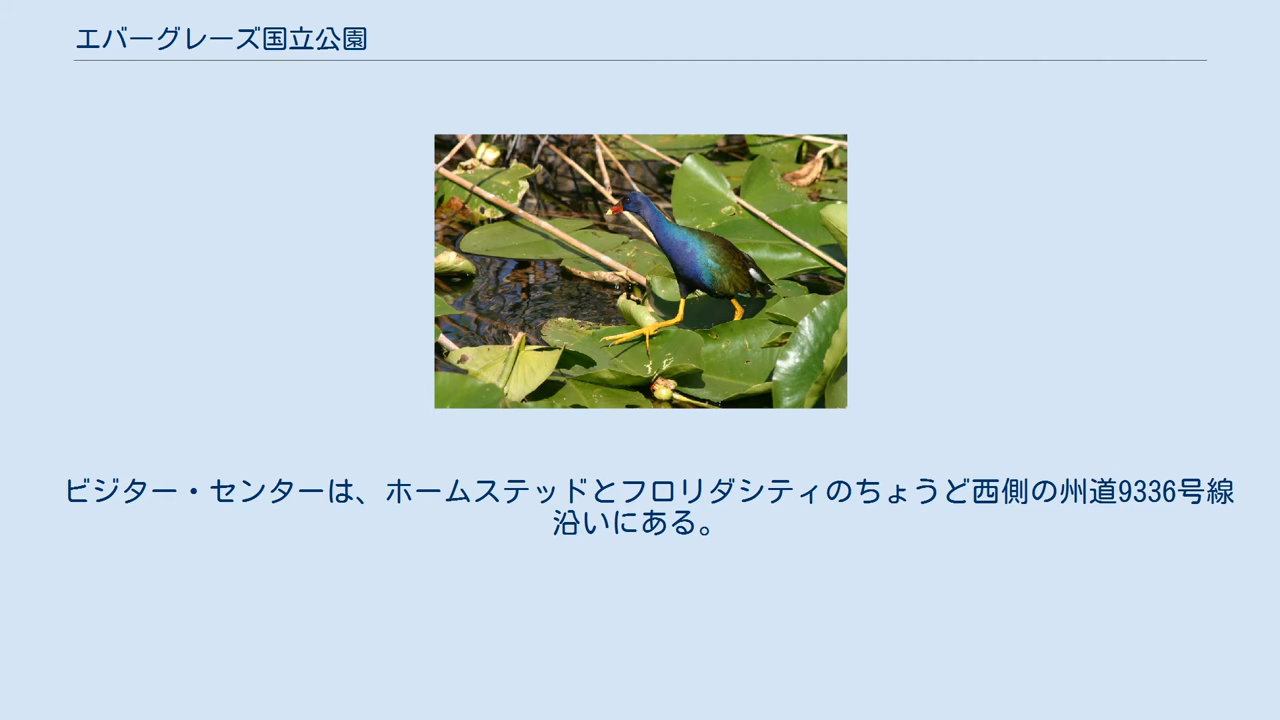 エバーグレーズ国立公園
ビジター・センターは、ホームステッドとフロリダシティのちょうど西側の州道9336号線
沿いにある。